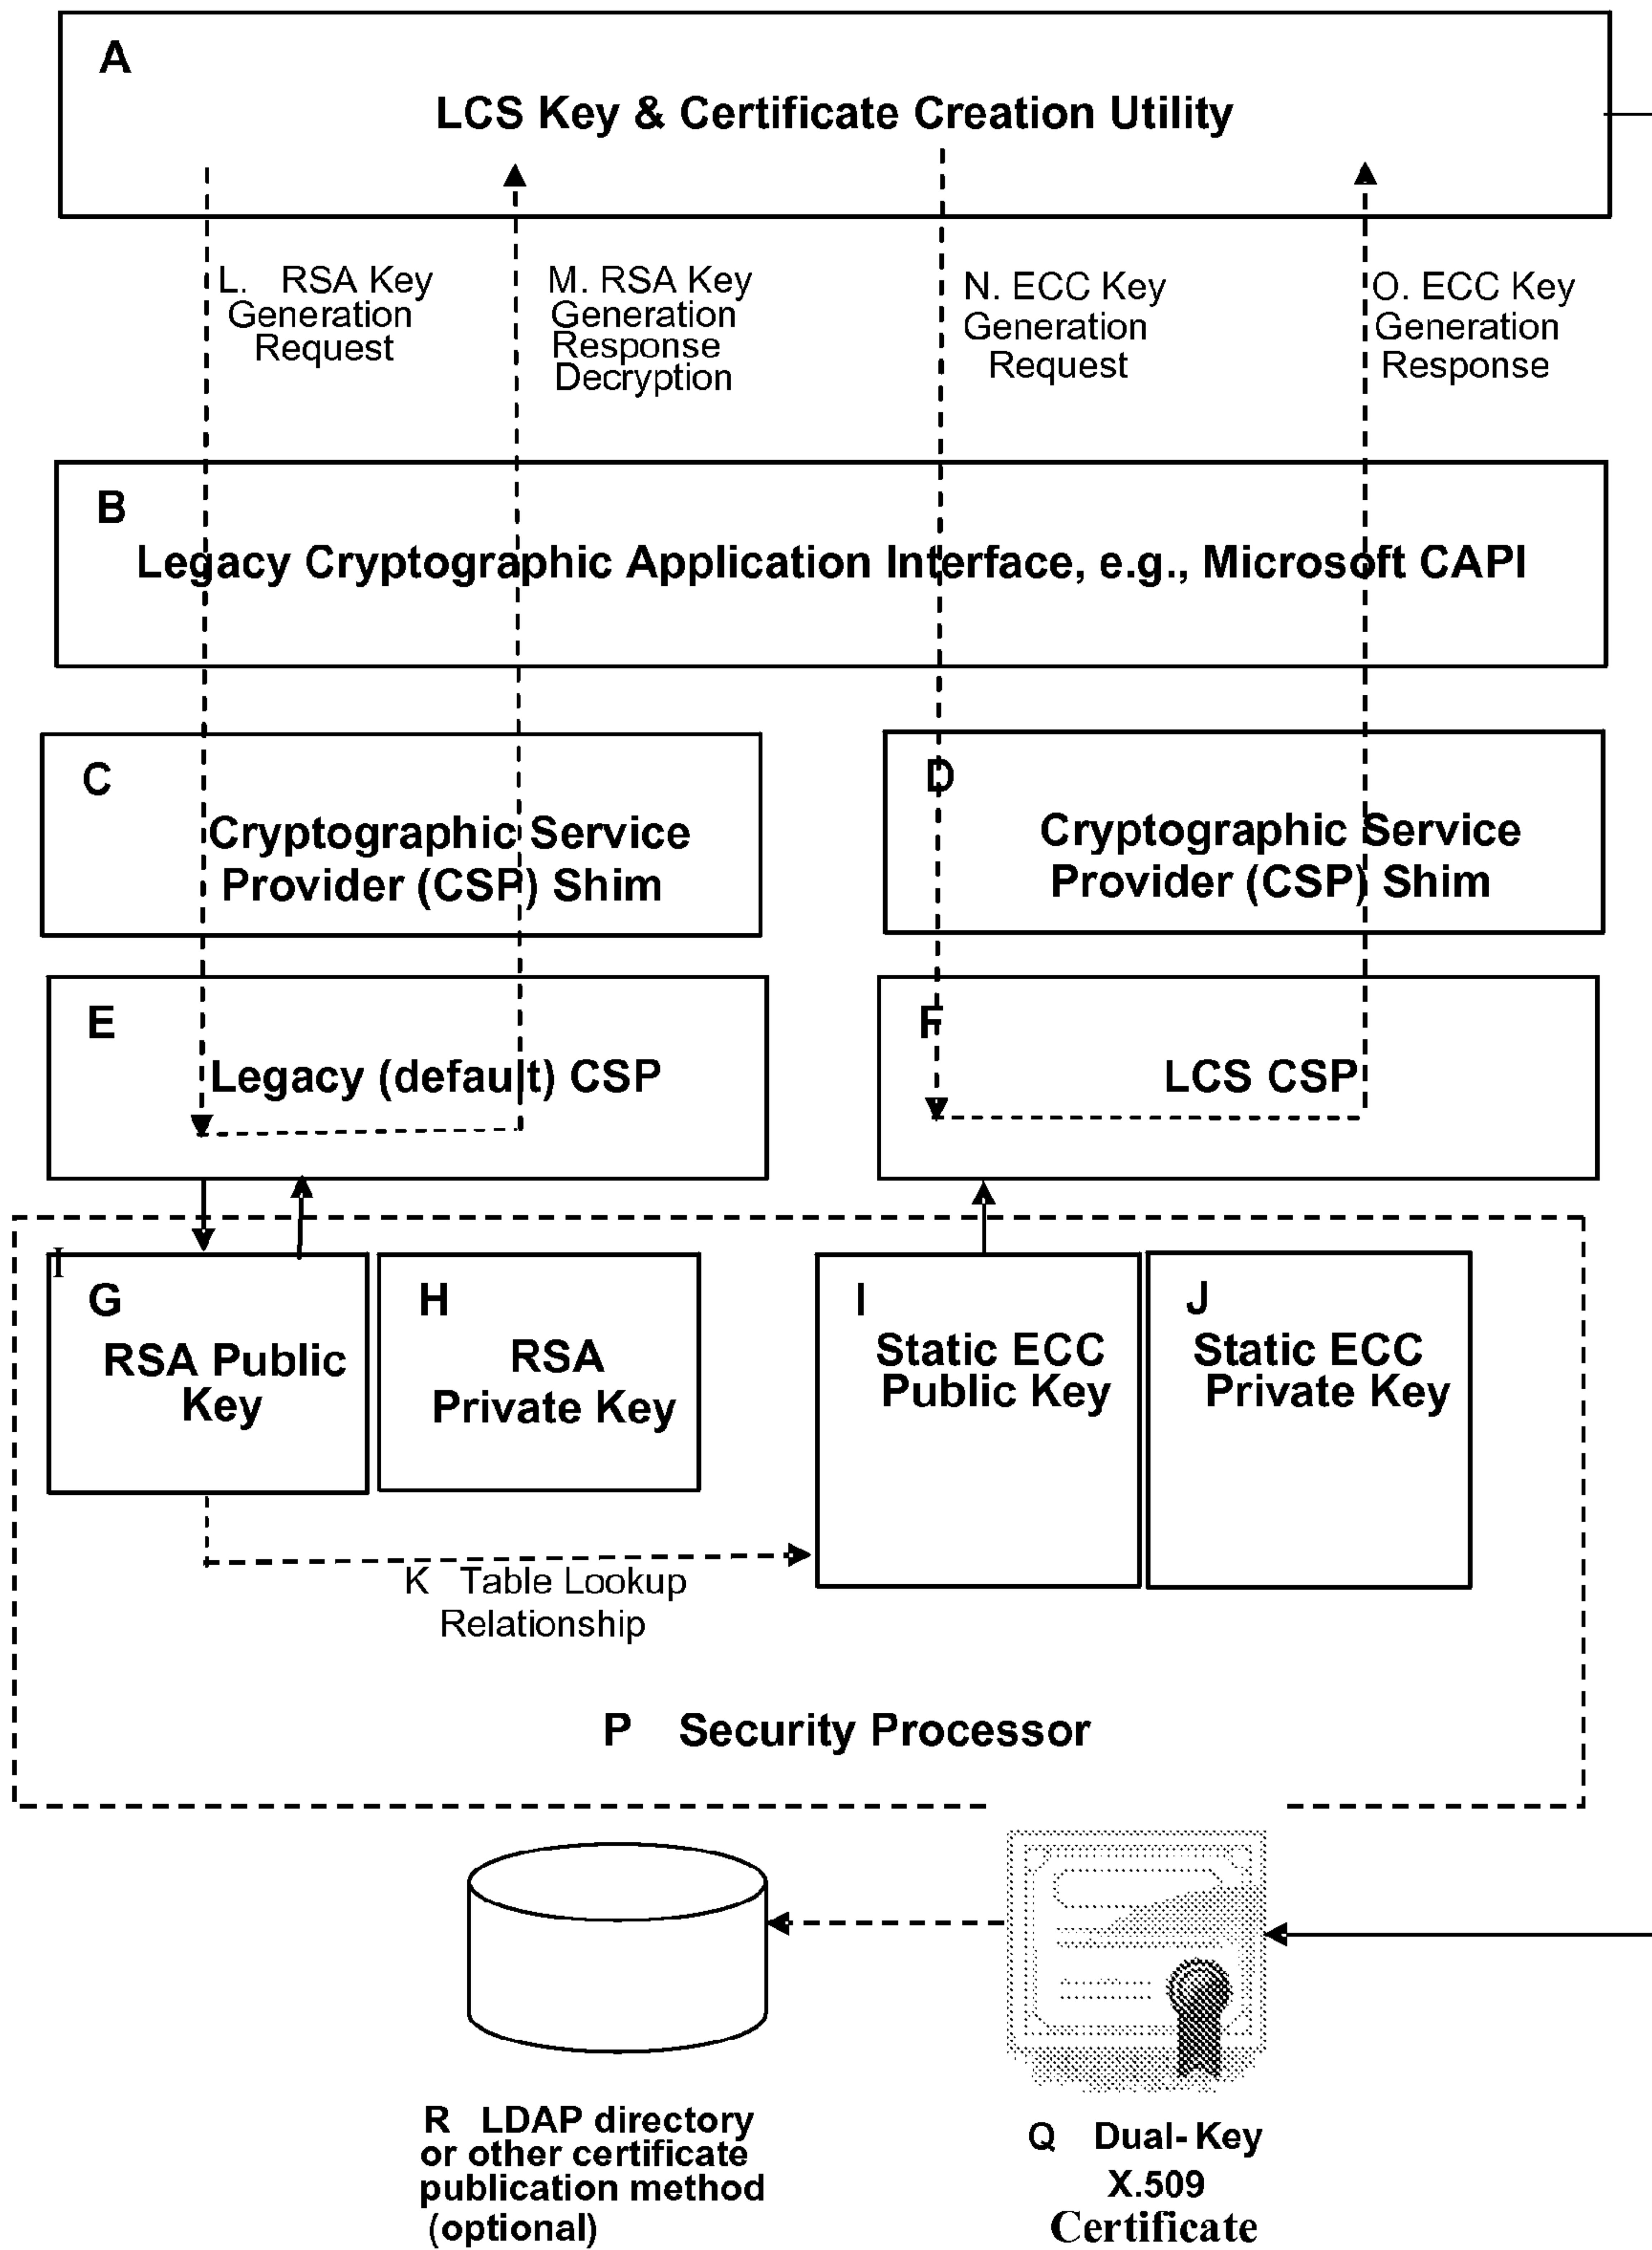 A
LCS Key & Certificate Creation Utility
L. RSA Key
Generation
Request
M. RSA Key
Generation
Response
Decryption
N. ECC Key
Generation
Request
O. ECC Key
Generation
Response
B
Legacy Cryptographic Application Interface, e.g., Microsoft CAPI
C
Cryptographic Service
Provider (CSP) Shim
D
Cryptographic Service
Provider (CSP) Shim
E
Legacy (default) CSP
F
LCS CSP
I
G
RSA Public
Key
H
RSA
Private Key
I
Static ECC
Public Key
J
Static ECC
Private Key
K Table Lookup
Relationship
P Security Processor
R LDAP directory
or other certificate
publication method
(optional)
Q Dual-Key
X.509
Certificate